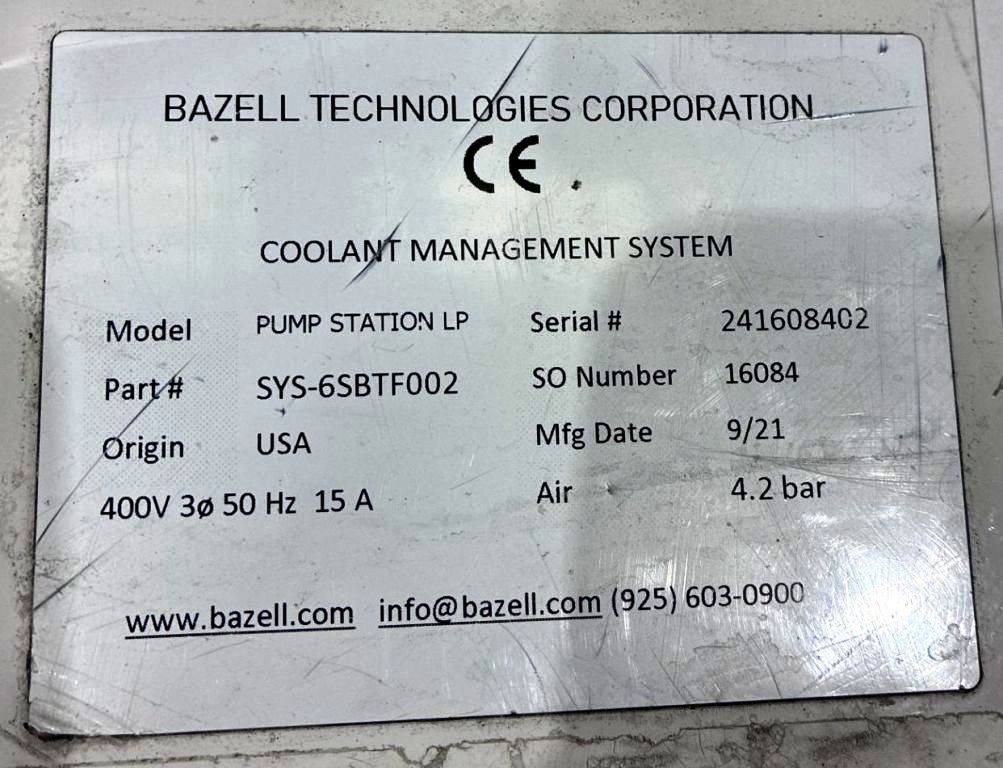 BAZELL TECHNOLOGIES CORPORATION
CE
COOLANT MANAGEMENT SYSTEM
Model PUMP STATION LP Serial # 241608402
Part# SYS-6SBTF002 SO Number 16084
Origin USA Mfg Date 9/21
400V 3ø 50 Hz 15 A Air 4.2 bar
www.bazell.com info@bazell.com (925) 603-0900